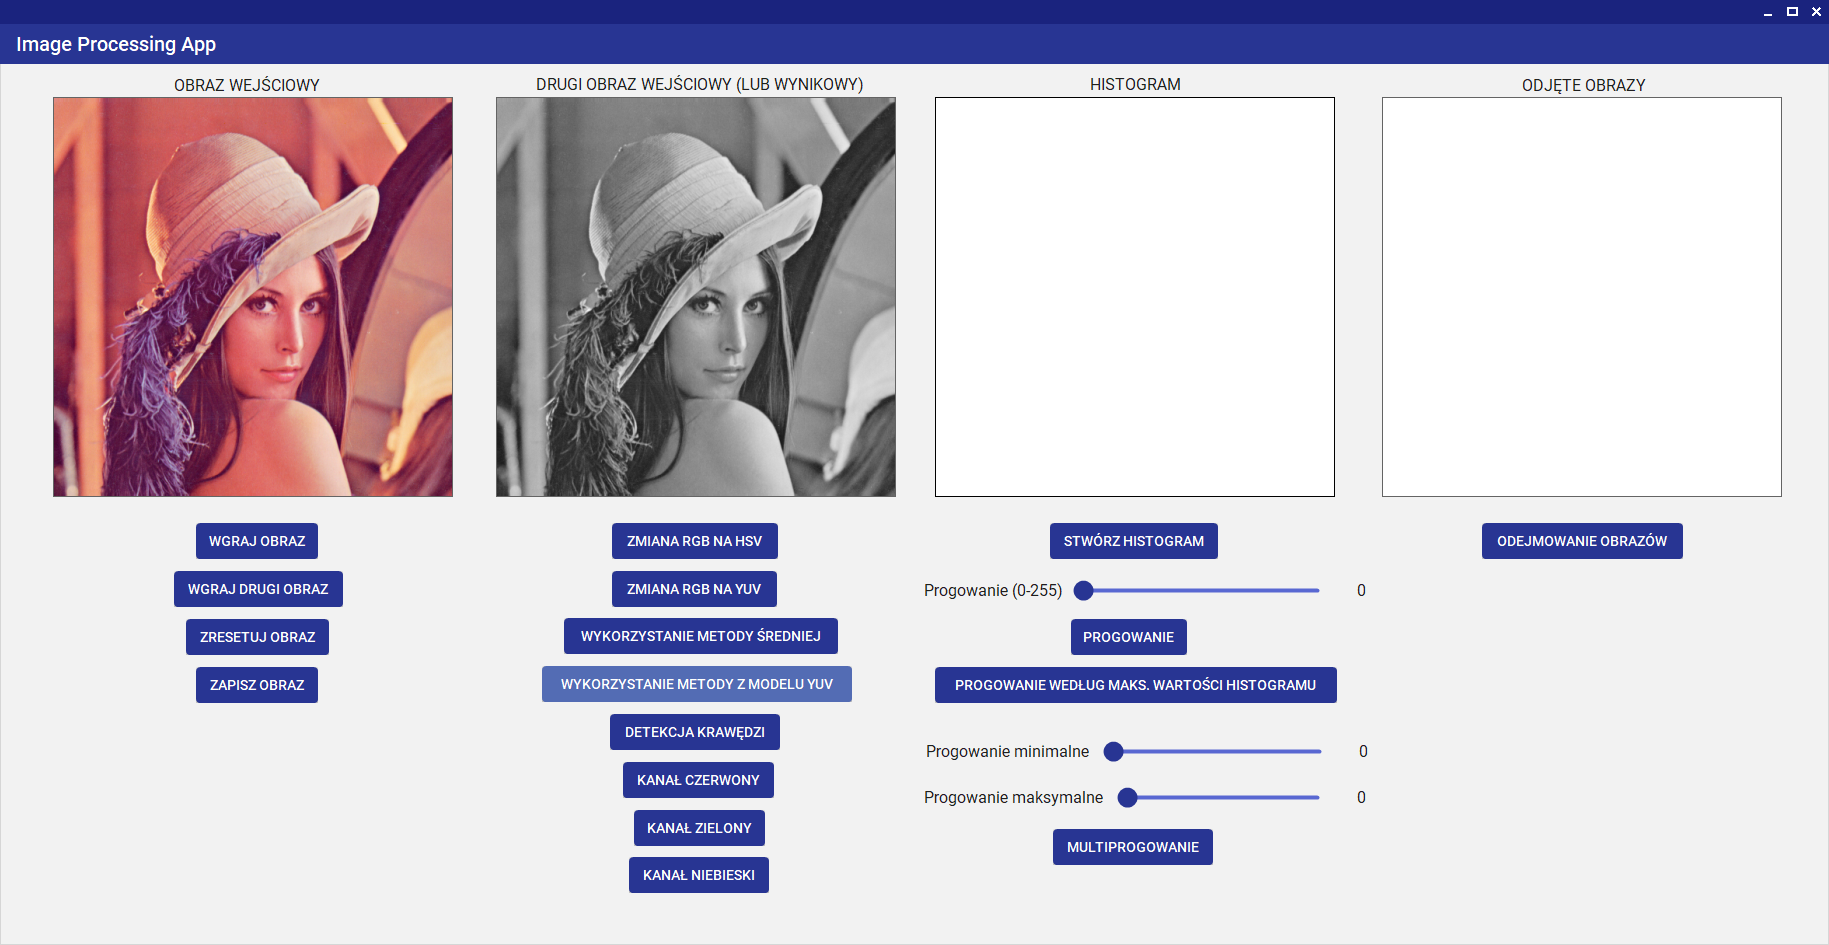 Image Processing App
OBRAZ WEJŚCIOWY
DRUGI OBRAZ WEJŚCIOWY (LUB WYNIKOWY)
HISTOGRAM
ODJĘTE OBRAZY
WGRAJ OBRAZ
WGRAJ DRUGI OBRAZ
ZRESETUJ OBRAZ
ZAPISZ OBRAZ
ZMIANA RGB NA HSV
ZMIANA RGB NA YUV
WYKORZYSTANIE METODY ŚREDNIEJ
WYKORZYSTANIE METODY Z MODELU YUV
DETEKCJA KRAWĘDZI
KANAŁ CZERWONY
KANAŁ ZIELONY
KANAŁ NIEBIESKI
STWÓRZ HISTOGRAM
Progowanie (0-255) 0
PROGOWANIE
PROGOWANIE WEDŁUG MAKS. WARTOŚCI HISTOGRAMU
Progowanie minimalne 0
Progowanie maksymalne 0
MULTIPROGOWANIE
ODEJMOWANIE OBRAZÓW